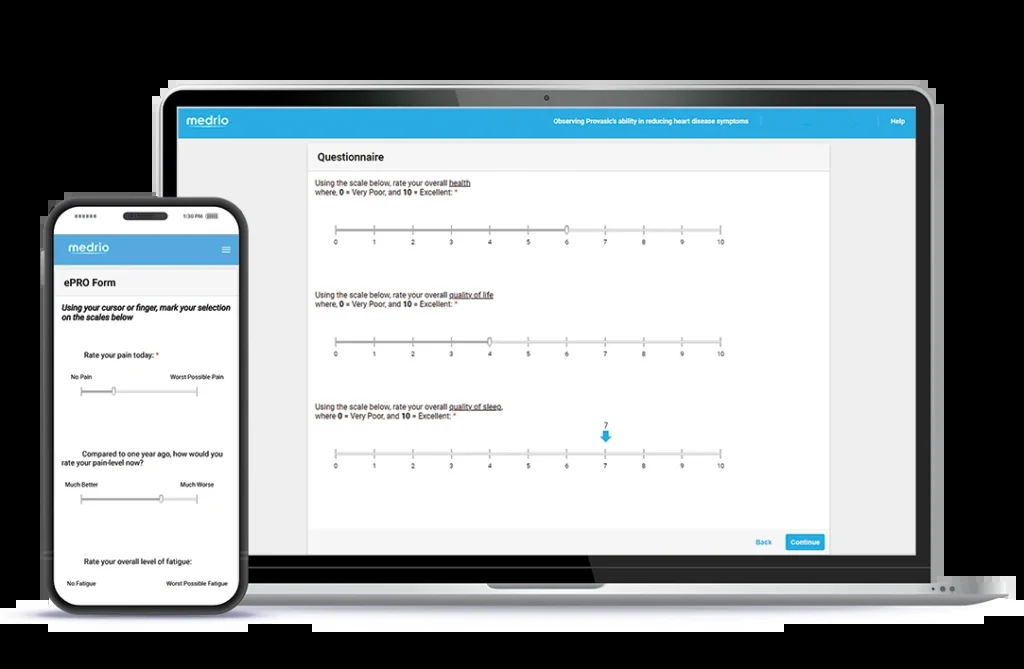 medrio
Observing Provasic's ability in reducing heart disease symptoms
Help
Questionnaire
Using the scale below, rate your overall health
where, 0 = Very Poor, and 10 = Excellent: *
0 1 2 3 4 5 6 7 8 9 10
Using the scale below, rate your overall quality of life
where, 0 = Very Poor, and 10 = Excellent: *
0 1 2 3 4 5 6 7 8 9 10
Using the scale below, rate your overall quality of sleep,
where 0 = Very Poor, and 10 = Excellent: *
7
0 1 2 3 4 5 6 7 8 9 10
Back Continue
1:30 PM
medrio
ePRO Form
Using your cursor or finger, mark your selection
on the scales below
Rate your pain today: *
No Pain Worst Possible Pain
Compared to one year ago, how would you
rate your pain-level now?
Much Better Much Worse
Rate your overall level of fatigue:
No Fatigue Worst Possible Fatigue